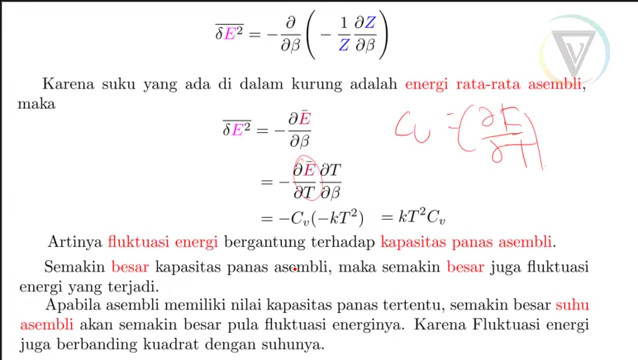 $\overline{\delta E^2} = -\frac{\partial}{\partial \beta}\left(-\frac{1}{Z}\frac{\partial Z}{\partial \beta}\right)$
Karena suku yang ada di dalam kurung adalah energi rata-rata asembli,
maka
$\overline{\delta E^2} = -\frac{\partial \bar{E}}{\partial \beta}$
$C_v = \left(\frac{\partial E}{\partial T}\right)$
$= -\frac{\partial \bar{E}}{\partial T}\frac{\partial T}{\partial \beta}$
$= -C_v(-kT^2) = kT^2C_v$
Artinya fluktuasi energi bergantung terhadap kapasitas panas asembli.
Semakin besar kapasitas panas asembli, maka semakin besar juga fluktuasi
energi yang terjadi.
Apabila asembli memiliki nilai kapasitas panas tertentu, semakin besar suhu
asembli akan semakin besar pula fluktuasi energinya. Karena Fluktuasi energi
juga berbanding kuadrat dengan suhunya.